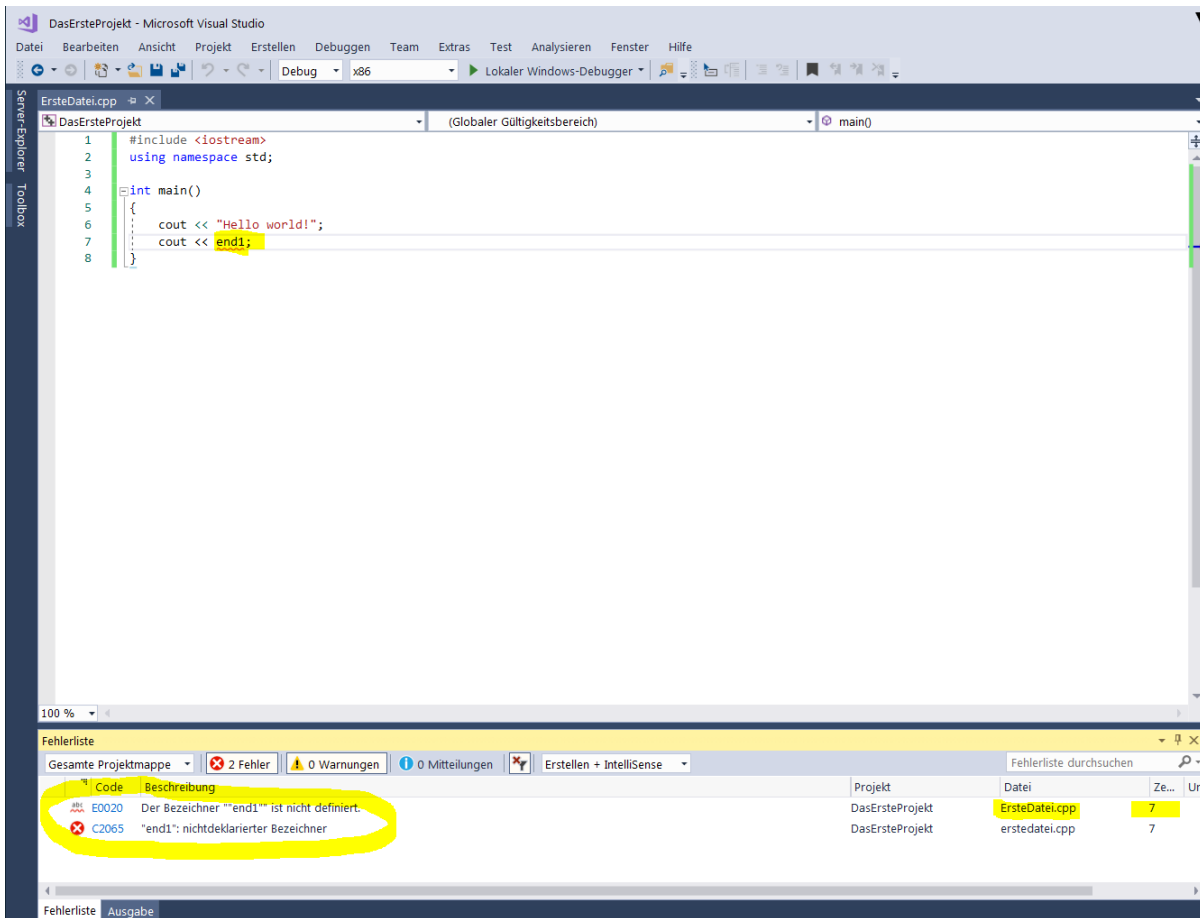 DasErsteProjekt - Microsoft Visual Studio
Datei Bearbeiten Ansicht Projekt Erstellen Debuggen Team Extras Test Analysieren Fenster Hilfe
Debug x86 Lokaler Windows-Debugger
Server-Explorer
Toolbox
ErsteDatei.cpp
DasErsteProjekt (Globaler Gültigkeitsbereich) main()
1 #include <iostream>
2 using namespace std;
3
4 int main()
5 {
6 cout << "Hello world!";
7 cout << end1;
8 }
100 %
Fehlerliste
Gesamte Projektmappe 2 Fehler 0 Warnungen 0 Mitteilungen Erstellen + IntelliSense Fehlerliste durchsuchen
Code Beschreibung Projekt Datei Ze... Un
abc E0020 Der Bezeichner ""end1"" ist nicht definiert. DasErsteProjekt ErsteDatei.cpp 7
C2065 "end1": nichtdeklarierter Bezeichner DasErsteProjekt erstedatei.cpp 7
Fehlerliste Ausgabe